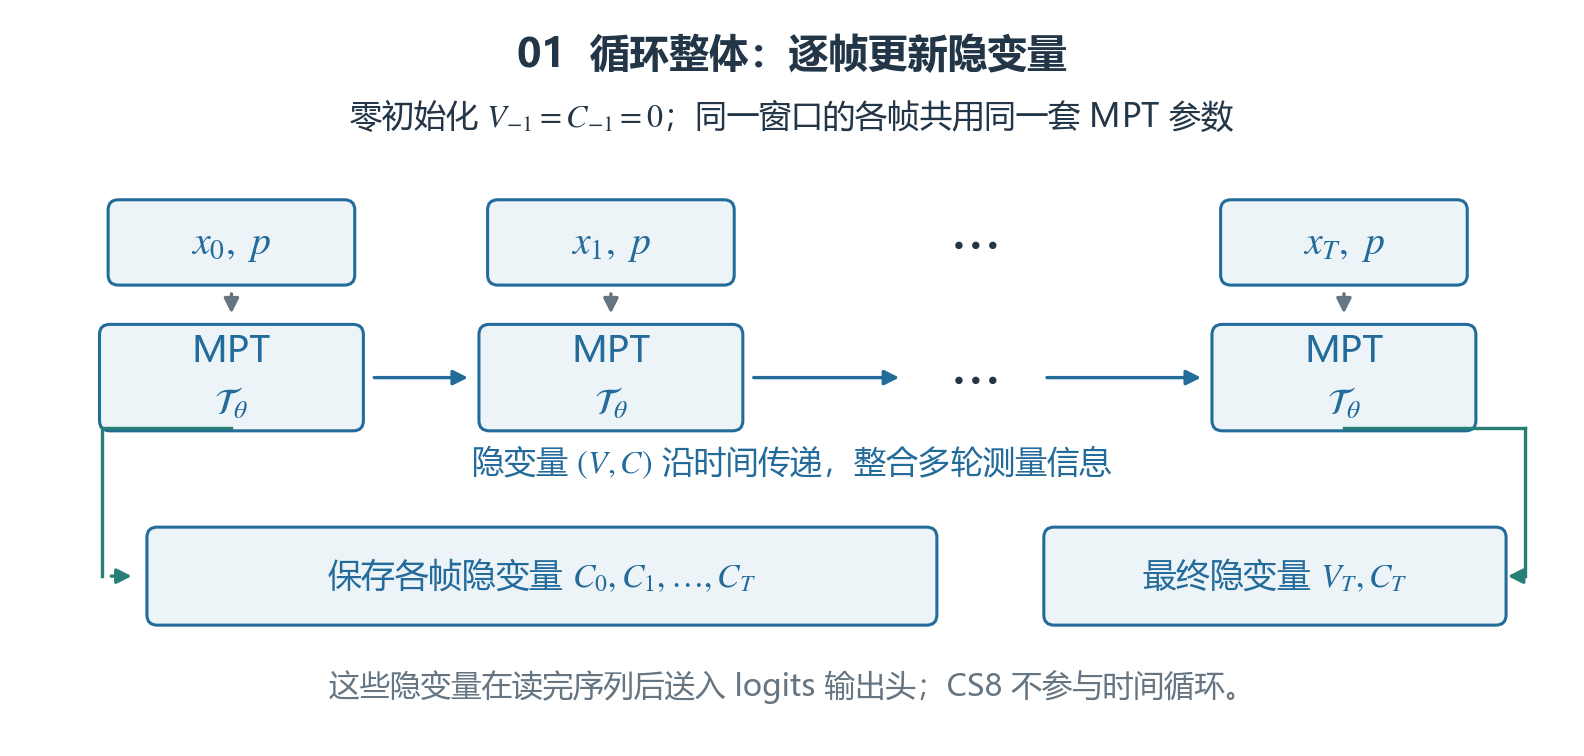 01 循环整体：逐帧更新隐变量
零初始化 V₋₁ = C₋₁ = 0；同一窗口的各帧共用同一套 MPT 参数
x₀, p
x₁, p
…
x_T, p
MPT
𝒯_θ
MPT
𝒯_θ
…
MPT
𝒯_θ
隐变量 (V, C) 沿时间传递，整合多轮测量信息
保存各帧隐变量 C₀, C₁, …, C_T
最终隐变量 V_T, C_T
这些隐变量在读完序列后送入 logits 输出头；CS8 不参与时间循环。